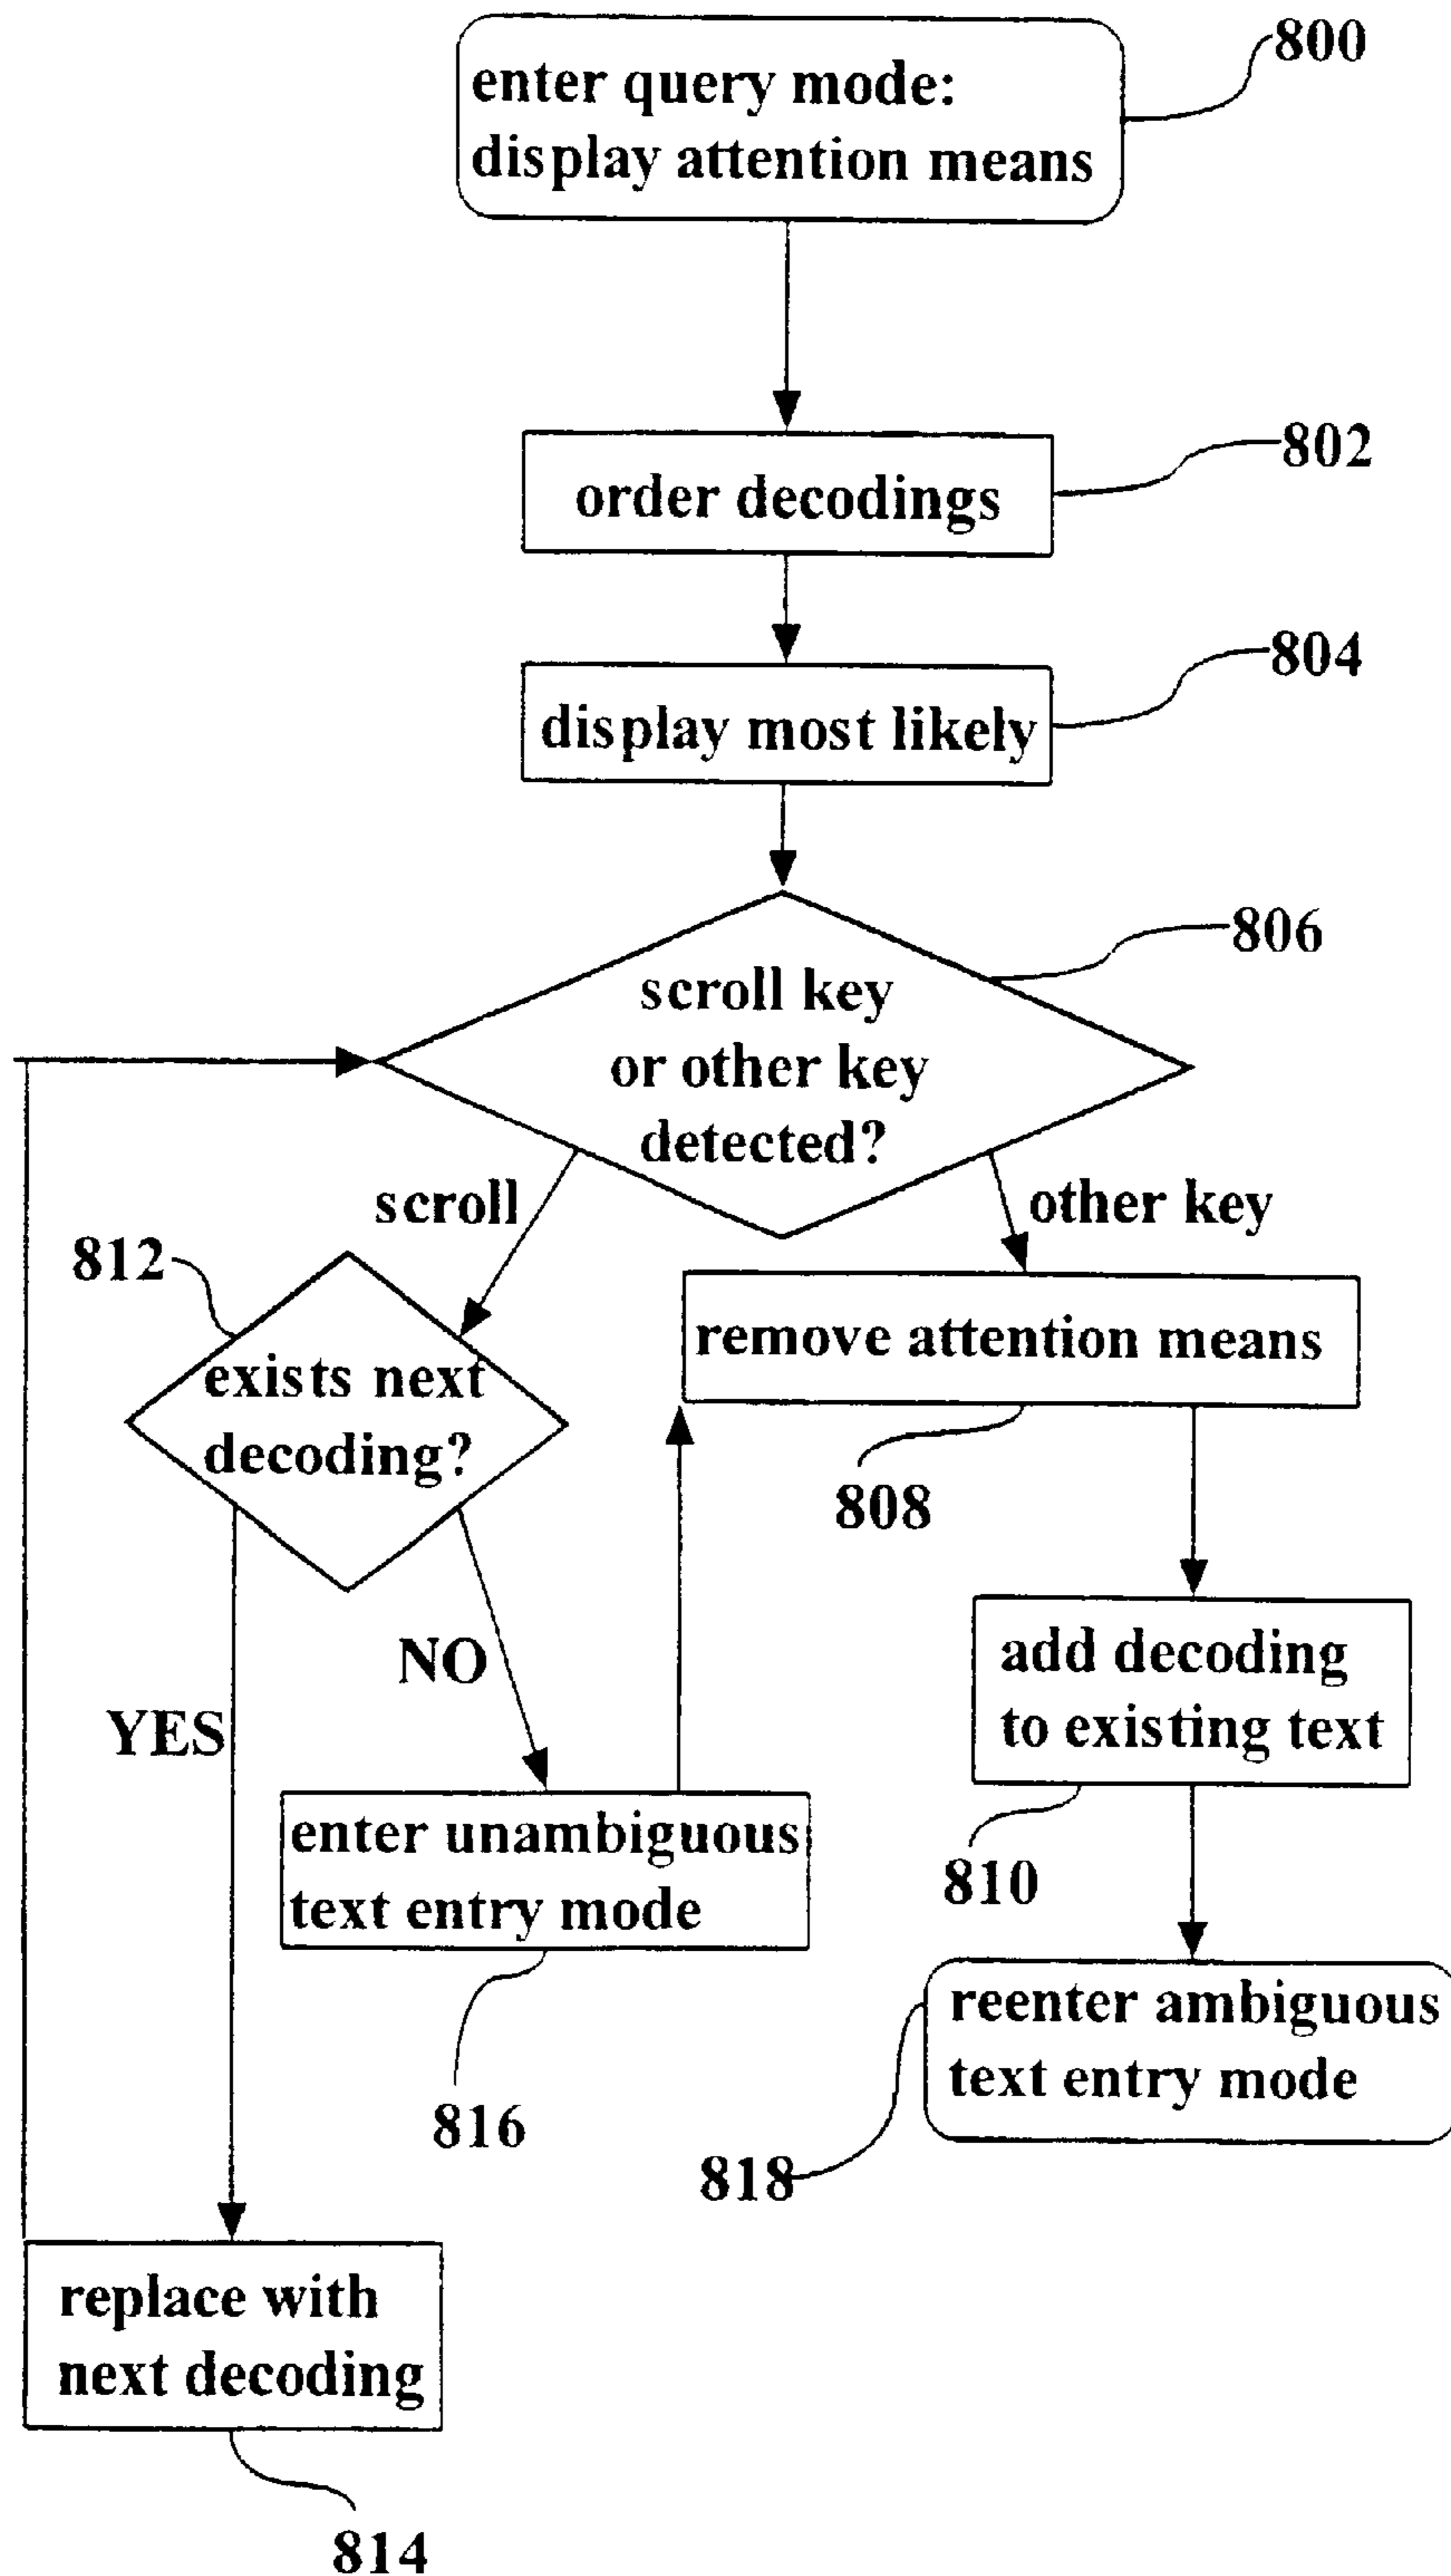 800
enter query mode:
display attention means
802
order decodings
804
display most likely
806
scroll key
or other key
detected?
scroll
other key
812
exists next
decoding?
remove attention means
808
NO
YES
add decoding
to existing text
810
enter unambiguous
text entry mode
816
reenter ambiguous
text entry mode
818
replace with
next decoding
814